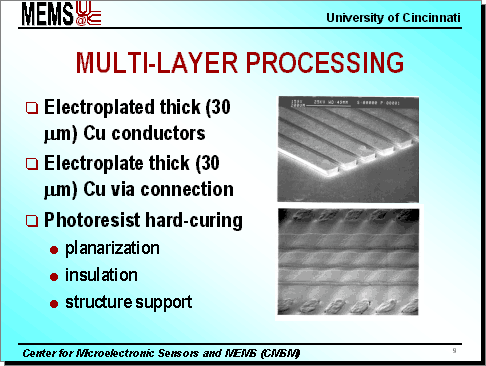 MEMS@UC
University of Cincinnati
MULTI-LAYER PROCESSING
Electroplated thick (30
μm) Cu conductors
Electroplate thick (30
μm) Cu via connection
Photoresist hard-curing
planarization
insulation
structure support
Center for Microelectronic Sensors and MEMS (CMSM)
9